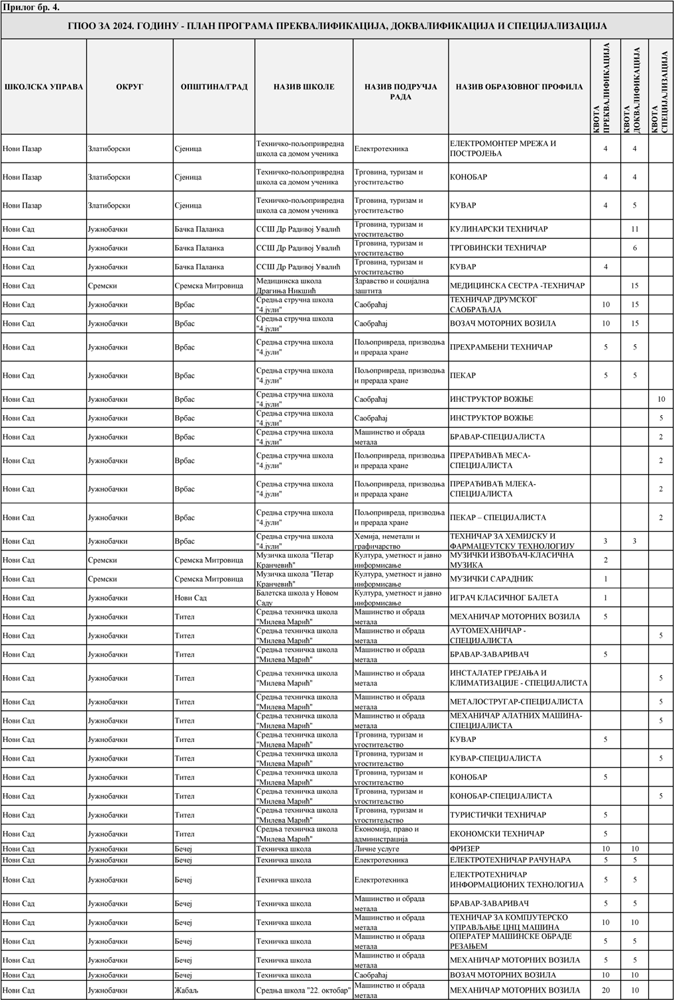 Прилог бр. 4.
ГПОО ЗА 2024. ГОДИНУ - ПЛАН ПРОГРАМА ПРЕКВАЛИФИКАЦИЈА, ДОКВАЛИФИКАЦИЈА И СПЕЦИЈАЛИЗАЦИЈА
ШКОЛСКА УПРАВА ОКРУГ ОПШТИНА/ГРАД НАЗИВ ШКОЛЕ НАЗИВ ПОДРУЧЈА РАДА НАЗИВ ОБРАЗОВНОГ ПРОФИЛА КВОТА ПРЕКВАЛИФИКАЦИЈА КВОТА ДОКВАЛИФИКАЦИЈА КВОТА СПЕЦИЈАЛИЗАЦИЈА
Нови Пазар Златиборски Сјеница Техничко-пољопривредна школа са домом ученика Електротехника ЕЛЕКТРОМОНТЕР МРЕЖА И ПОСТРОЈЕЊА 4 4
Нови Пазар Златиборски Сјеница Техничко-пољопривредна школа са домом ученика Трговина, туризам и угоститељство КОНОБАР 4 4
Нови Пазар Златиборски Сјеница Техничко-пољопривредна школа са домом ученика Трговина, туризам и угоститељство КУВАР 4 5
Нови Сад Јужнобачки Бачка Паланка ССШ Др Радивој Увалић Трговина, туризам и угоститељство КУЛИНАРСКИ ТЕХНИЧАР 11
Нови Сад Јужнобачки Бачка Паланка ССШ Др Радивој Увалић Трговина, туризам и угоститељство ТРГОВИНСКИ ТЕХНИЧАР 6
Нови Сад Јужнобачки Бачка Паланка ССШ Др Радивој Увалић Трговина, туризам и угоститељство КУВАР 4
Нови Сад Сремски Сремска Митровица Медицинска школа Драгиња Никшић Здравство и социјална заштита МЕДИЦИНСКА СЕСТРА -ТЕХНИЧАР 15
Нови Сад Јужнобачки Врбас Средња стручна школа "4.јули" Саобраћај ТЕХНИЧАР ДРУМСКОГ САОБРАЋАЈА 10 15
Нови Сад Јужнобачки Врбас Средња стручна школа "4.јули" Саобраћај ВОЗАЧ МОТОРНИХ ВОЗИЛА 10 15
Нови Сад Јужнобачки Врбас Средња стручна школа "4.јули" Пољопривреда, призводња и прерада хране ПРЕХРАМБЕНИ ТЕХНИЧАР 5 5
Нови Сад Јужнобачки Врбас Средња стручна школа "4.јули" Пољопривреда, призводња и прерада хране ПЕКАР 5 5
Нови Сад Јужнобачки Врбас Средња стручна школа "4.јули" Саобраћај ИНСТРУКТОР ВОЖЊЕ 10
Нови Сад Јужнобачки Врбас Средња стручна школа "4.јули" Саобраћај ИНСТРУКТОР ВОЖЊЕ 5
Нови Сад Јужнобачки Врбас Средња стручна школа "4.јули" Машинство и обрада метала БРАВАР-СПЕЦИЈАЛИСТА 2
Нови Сад Јужнобачки Врбас Средња стручна школа "4.јули" Пољопривреда, призводња и прерада хране ПРЕРАЂИВАЋ МЕСА-СПЕЦИЈАЛИСТА 2
Нови Сад Јужнобачки Врбас Средња стручна школа "4.јули" Пољопривреда, призводња и прерада хране ПРЕРАЂИВАЋ МЛЕКА-СПЕЦИЈАЛИСТА 2
Нови Сад Јужнобачки Врбас Средња стручна школа "4.јули" Пољопривреда, призводња и прерада хране ПЕКАР – СПЕЦИЈАЛИСТА 2
Нови Сад Јужнобачки Врбас Средња стручна школа "4.јули" Хемија, неметали и графичарство ТЕХНИЧАР ЗА ХЕМИЈСКУ И ФАРМАЦЕУТСКУ ТЕХНОЛОГИЈУ 3 3
Нови Сад Сремски Сремска Митровица Музичка школа "Петар Кранчевић" Култура, уметност и јавно информисање МУЗИЧКИ ИЗВОЂАЧ-КЛАСИЧНА МУЗИКА 2
Нови Сад Сремски Сремска Митровица Музичка школа "Петар Кранчевић" Култура, уметност и јавно информисање МУЗИЧКИ САРАДНИК 1
Нови Сад Јужнобачки Нови Сад Балетска школа у Новом Саду Култура, уметност и јавно информисање ИГРАЧ КЛАСИЧНОГ БАЛЕТА 1
Нови Сад Јужнобачки Тител Средња техничка школа "Милева Марић" Машинство и обрада метала МЕХАНИЧАР МОТОРНИХ ВОЗИЛА 5
Нови Сад Јужнобачки Тител Средња техничка школа "Милева Марић" Машинство и обрада метала АУТОМЕХАНИЧАР - СПЕЦИЈАЛИСТА 5
Нови Сад Јужнобачки Тител Средња техничка школа "Милева Марић" Машинство и обрада метала БРАВАР-ЗАВАРИВАЧ 5
Нови Сад Јужнобачки Тител Средња техничка школа "Милева Марић" Машинство и обрада метала ИНСТАЛАТЕР ГРЕЈАЊА И КЛИМАТИЗАЦИЈЕ - СПЕЦИЈАЛИСТА 5
Нови Сад Јужнобачки Тител Средња техничка школа "Милева Марић" Машинство и обрада метала МЕТАЛОСТРУГАР-СПЕЦИЈАЛИСТА 5
Нови Сад Јужнобачки Тител Средња техничка школа "Милева Марић" Машинство и обрада метала МЕХАНИЧАР АЛАТНИХ МАШИНА-СПЕЦИЈАЛИСТА 5
Нови Сад Јужнобачки Тител Средња техничка школа "Милева Марић" Трговина, туризам и угоститељство КУВАР 5
Нови Сад Јужнобачки Тител Средња техничка школа "Милева Марић" Трговина, туризам и угоститељство КУВАР-СПЕЦИЈАЛИСТА 5
Нови Сад Јужнобачки Тител Средња техничка школа "Милева Марић" Трговина, туризам и угоститељство КОНОБАР 5
Нови Сад Јужнобачки Тител Средња техничка школа "Милева Марић" Трговина, туризам и угоститељство КОНОБАР-СПЕЦИЈАЛИСТА 5
Нови Сад Јужнобачки Тител Средња техничка школа "Милева Марић" Трговина, туризам и угоститељство ТУРИСТИЧКИ ТЕХНИЧАР 5
Нови Сад Јужнобачки Тител Средња техничка школа "Милева Марић" Економија, право и администрација ЕКОНОМСКИ ТЕХНИЧАР 5
Нови Сад Јужнобачки Бечеј Техничка школа Личне услуге ФРИЗЕР 10 10
Нови Сад Јужнобачки Бечеј Техничка школа Електротехника ЕЛЕКТРОТЕХНИЧАР РАЧУНАРА 5 5
Нови Сад Јужнобачки Бечеј Техничка школа Електротехника ЕЛЕКТРОТЕХНИЧАР ИНФОРМАЦИОНИХ ТЕХНОЛОГИЈА 5 5
Нови Сад Јужнобачки Бечеј Техничка школа Машинство и обрада метала БРАВАР-ЗАВАРИВАЧ 5 5
Нови Сад Јужнобачки Бечеј Техничка школа Машинство и обрада метала ТЕХНИЧАР ЗА КОМПЈУТЕРСКО УПРАВЉАЊЕ ЦНЦ МАШИНА 10 10
Нови Сад Јужнобачки Бечеј Техничка школа Машинство и обрада метала ОПЕРАТЕР МАШИНСКЕ ОБРАДЕ РЕЗАЊЕМ 5 5
Нови Сад Јужнобачки Бечеј Техничка школа Машинство и обрада метала МЕХАНИЧАР МОТОРНИХ ВОЗИЛА 5 5
Нови Сад Јужнобачки Бечеј Техничка школа Саобраћај ВОЗАЧ МОТОРНИХ ВОЗИЛА 10 10
Нови Сад Јужнобачки Жабаљ Средња школа "22. октобар" Машинство и обрада метала МЕХАНИЧАР МОТОРНИХ ВОЗИЛА 20 10